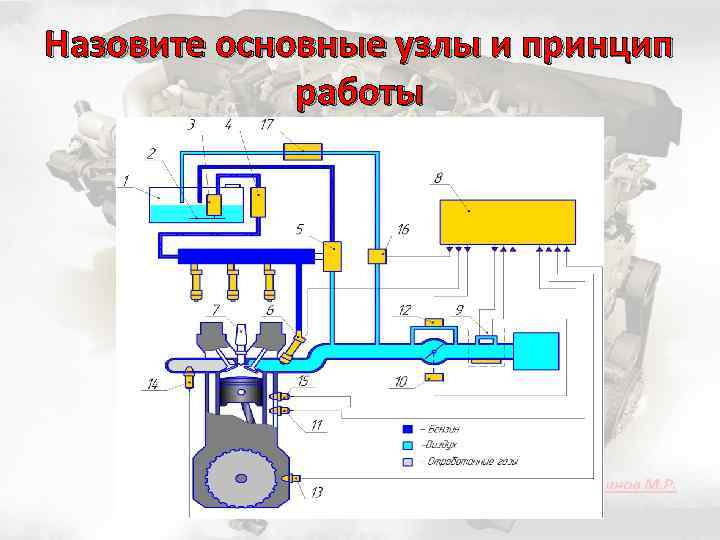 Назовите основные узлы и принцип
работы
3 4 17
2
1
8
5
16
7 6 12 9
14 15 10
11
13
- Бензин
-Воздух
Отработанные газы
инов М.Р.